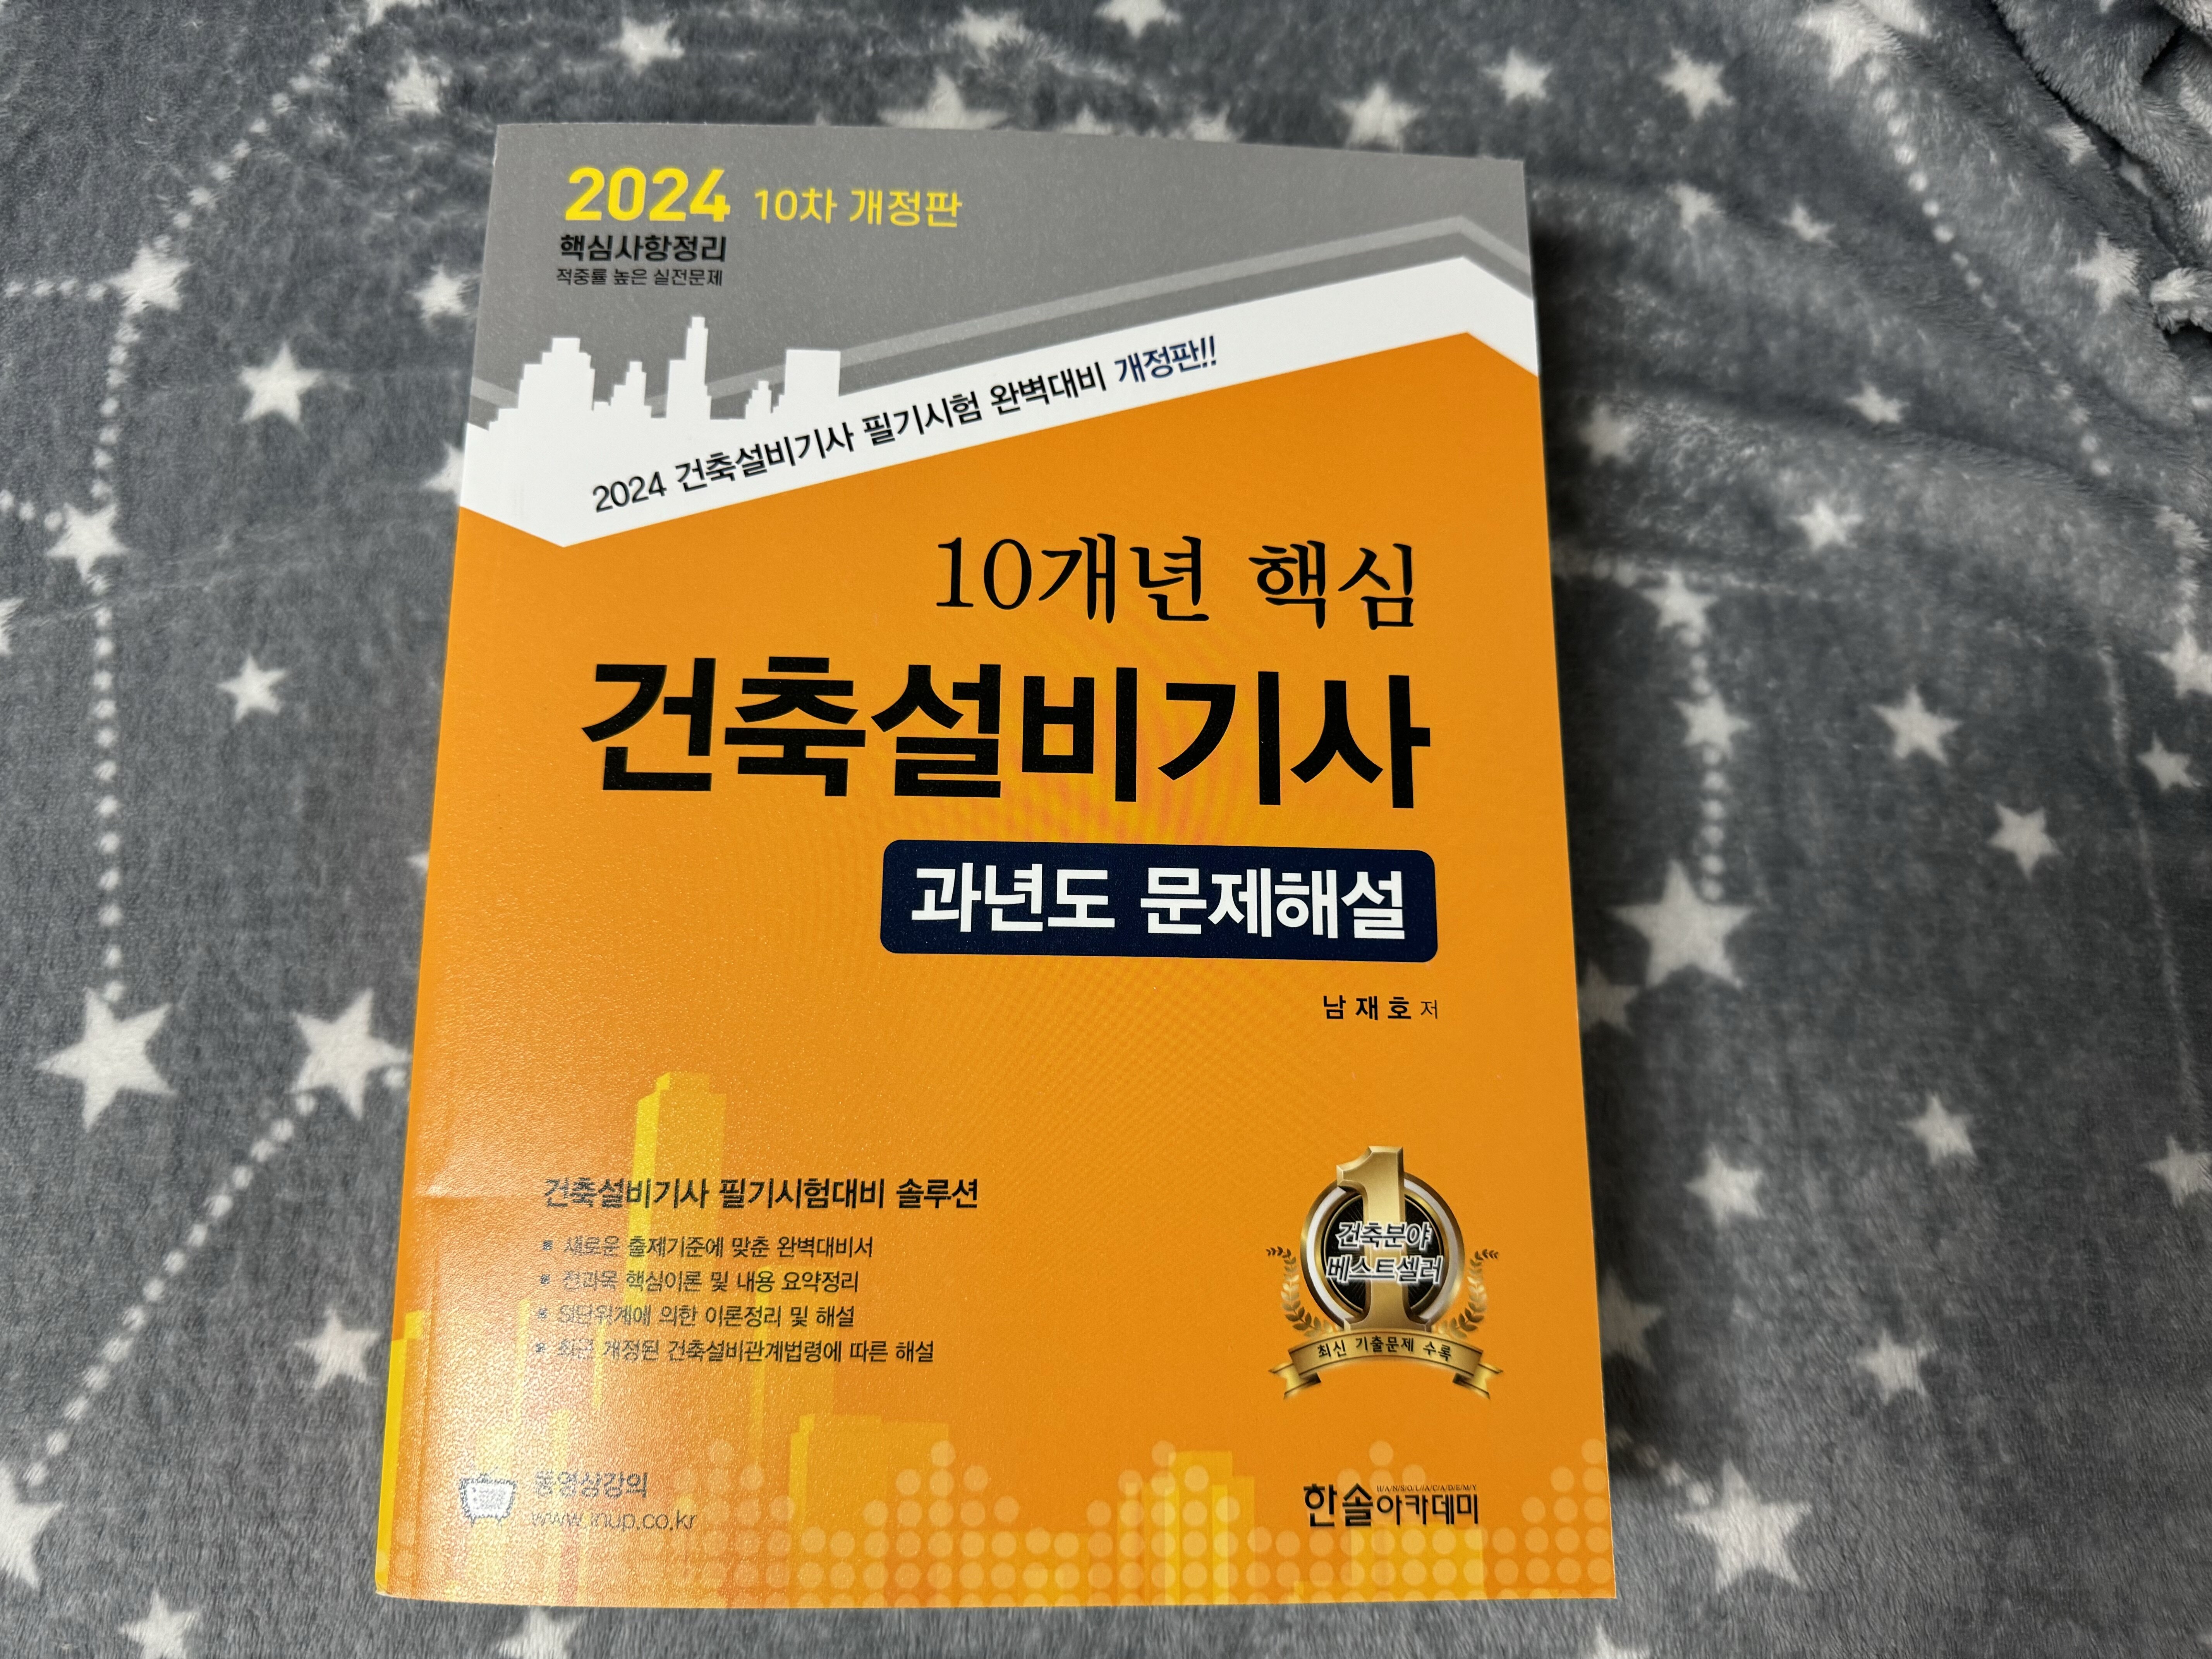 2024 10차 개정판
핵심사항정리
적중률 높은 실전문제
2024 건축설비기사 필기시험 완벽대비 개정판!!
10개년 핵심
건축설비기사
과년도 문제해설
남재호 저
건축설비기사 필기시험대비 솔루션
▪ 새로운 출제기준에 맞춘 완벽대비서
▪ 전과목 핵심이론 및 내용 요약정리
▪ SI단위계에 의한 이론정리 및 해설
▪ 최근 개정된 건축설비관계법령에 따른 해설
1
건축분야
베스트셀러
최신 기출문제 수록
동영상강의
www.inup.co.kr
H/A/N/S/O/L/A/C/A/D/E/M/Y
한솔아카데미